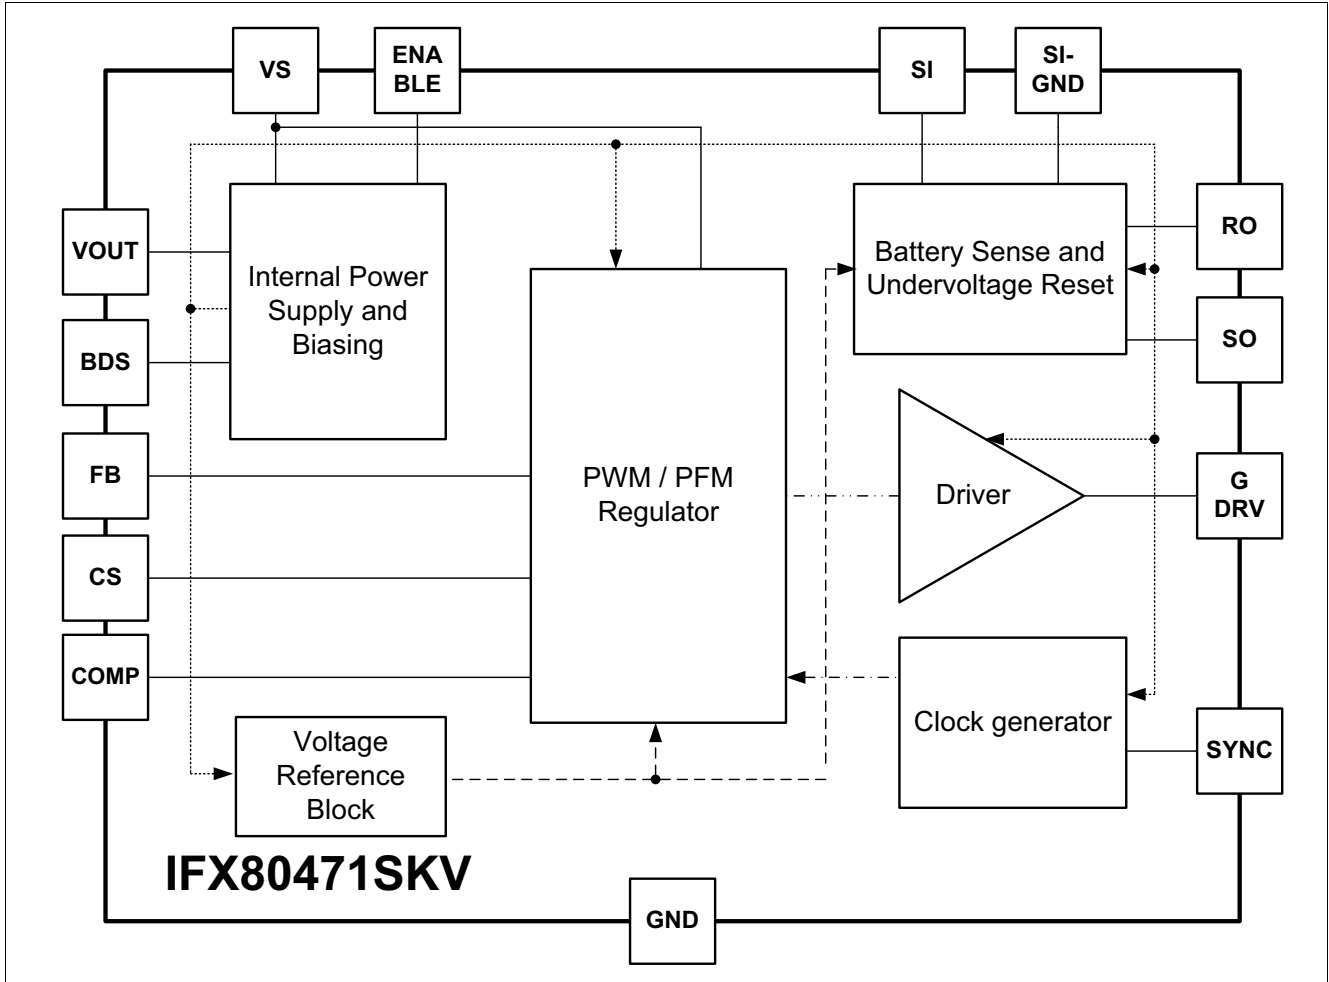 VS
ENA
BLE
SI
SI-
GND
VOUT
BDS
FB
CS
COMP
Internal Power
Supply and
Biasing
PWM / PFM
Regulator
Battery Sense and
Undervoltage Reset
RO
SO
Driver
G
DRV
Clock generator
SYNC
Voltage
Reference
Block
IFX80471SKV
GND